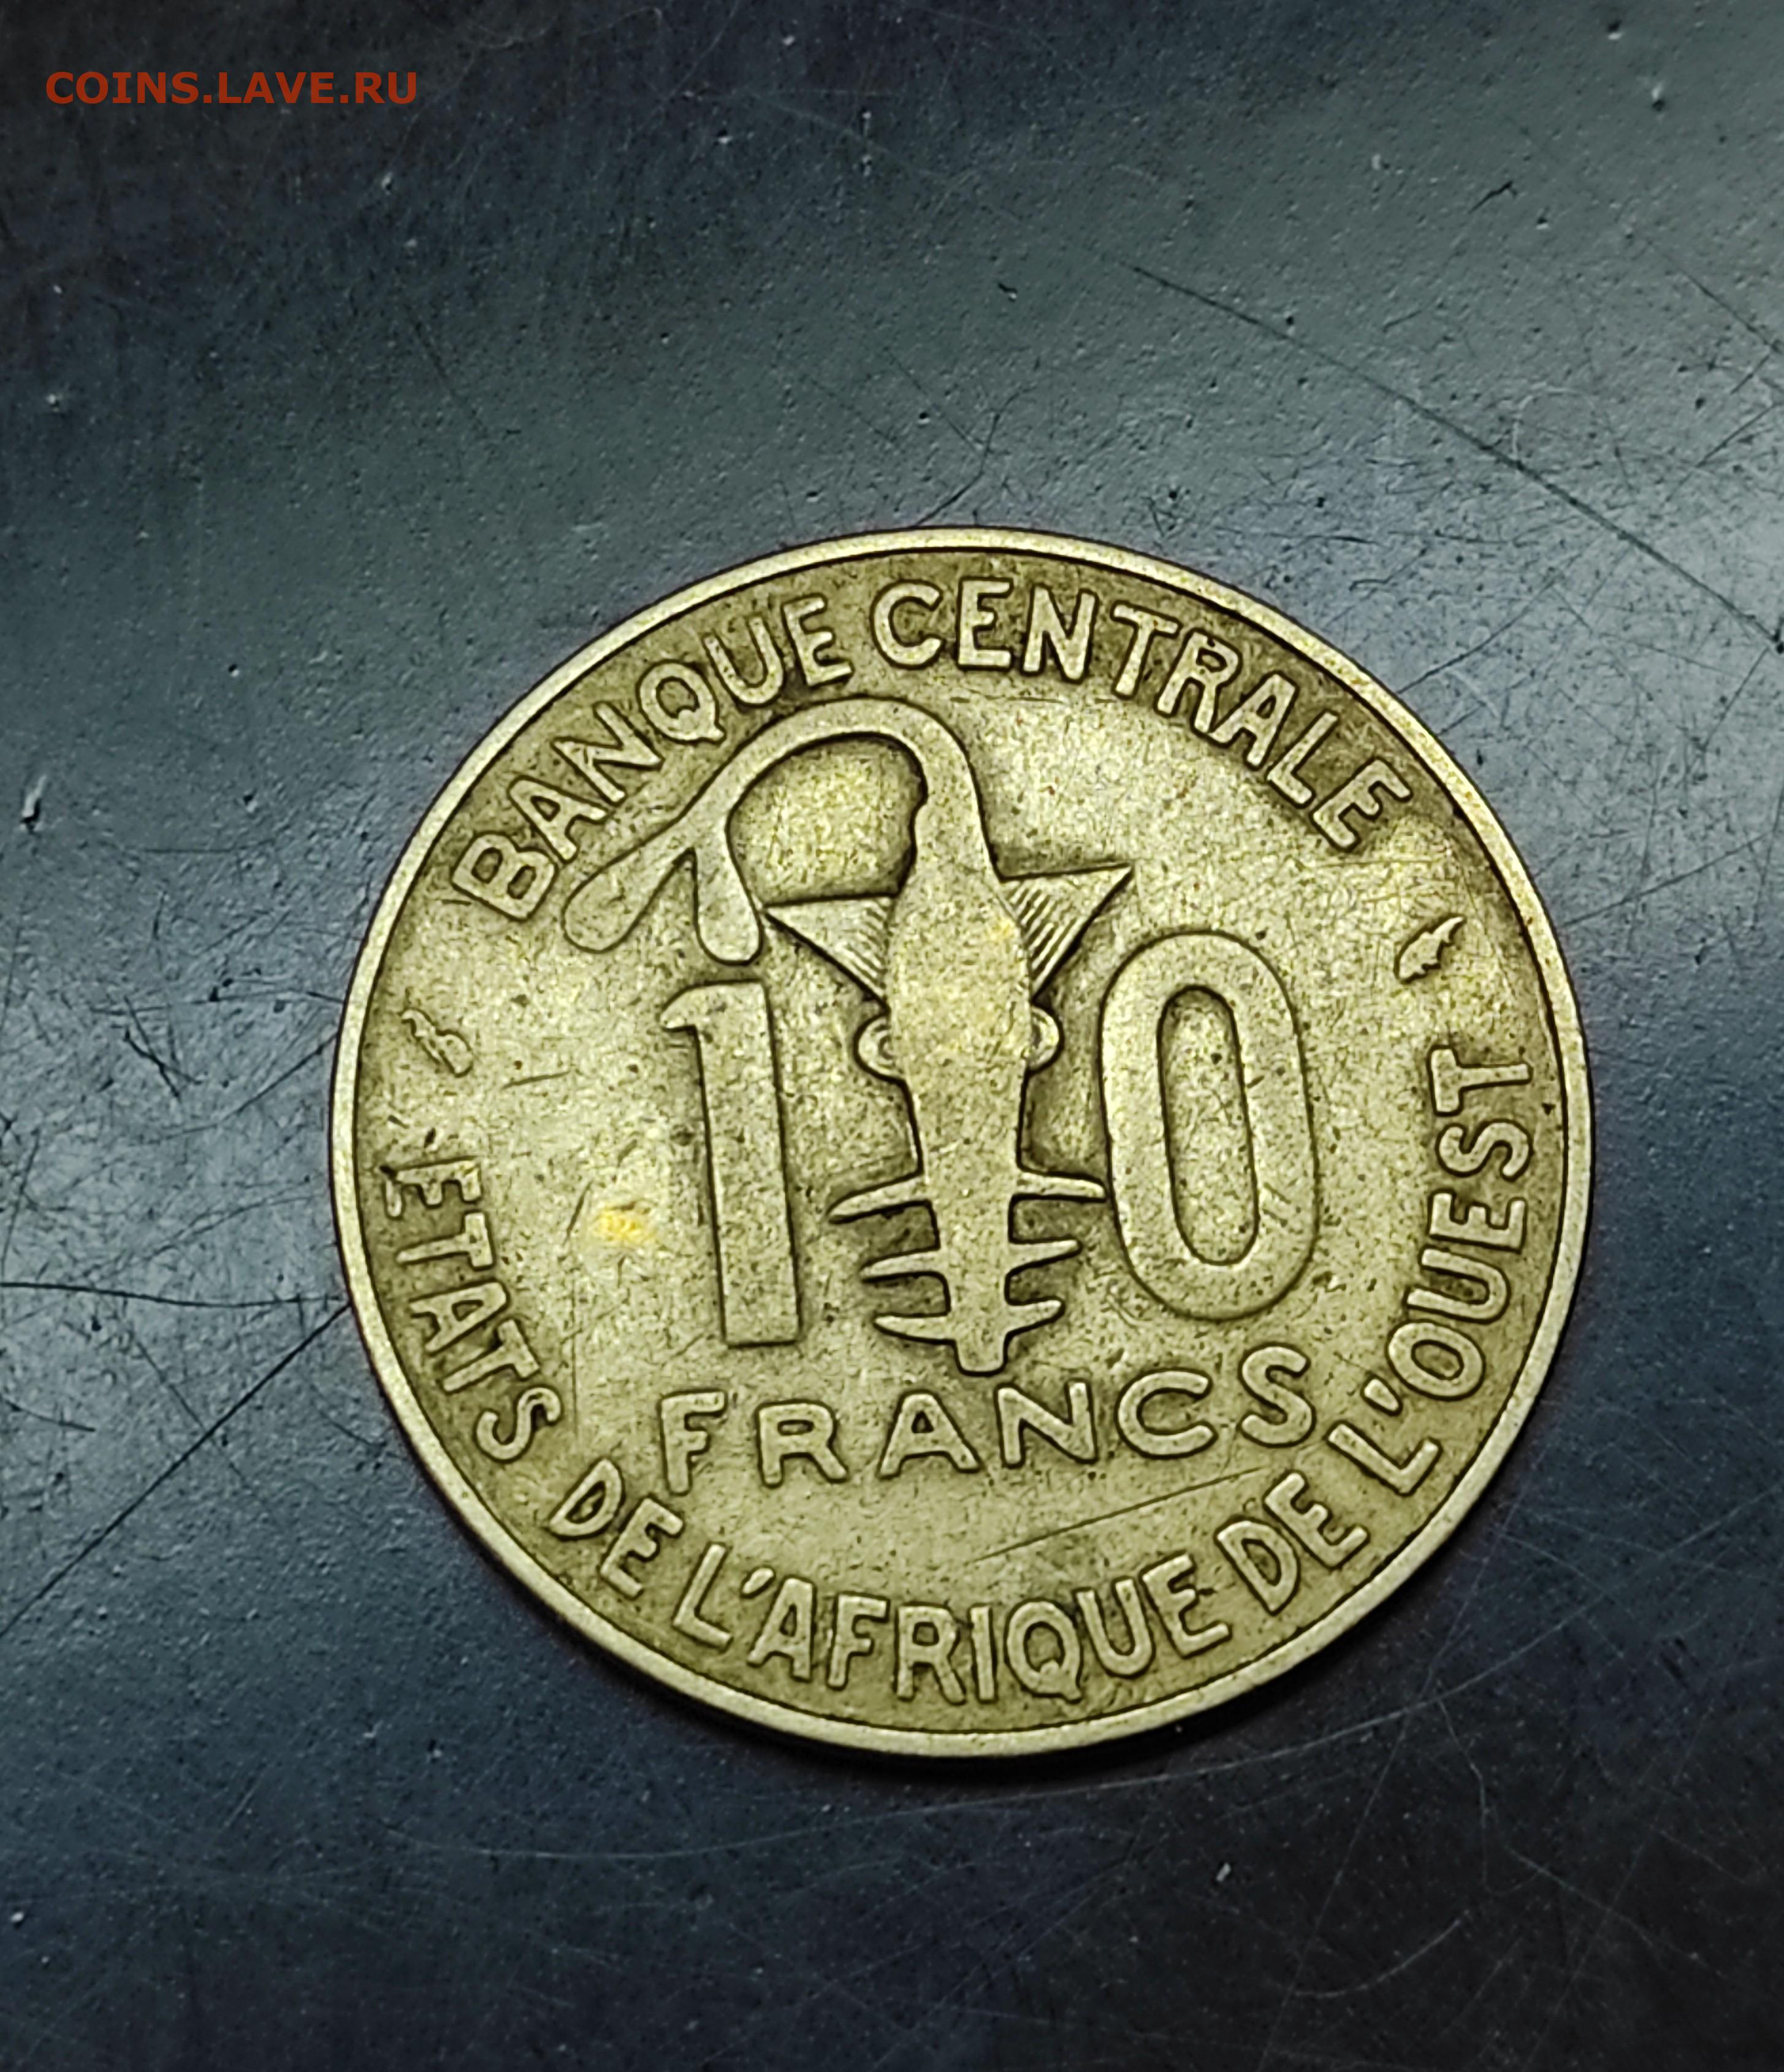 COINS.LAVE.RU
BANQUE CENTRALE
10
FRANCS
ETATS DE L'AFRIQUE DE L'OUEST